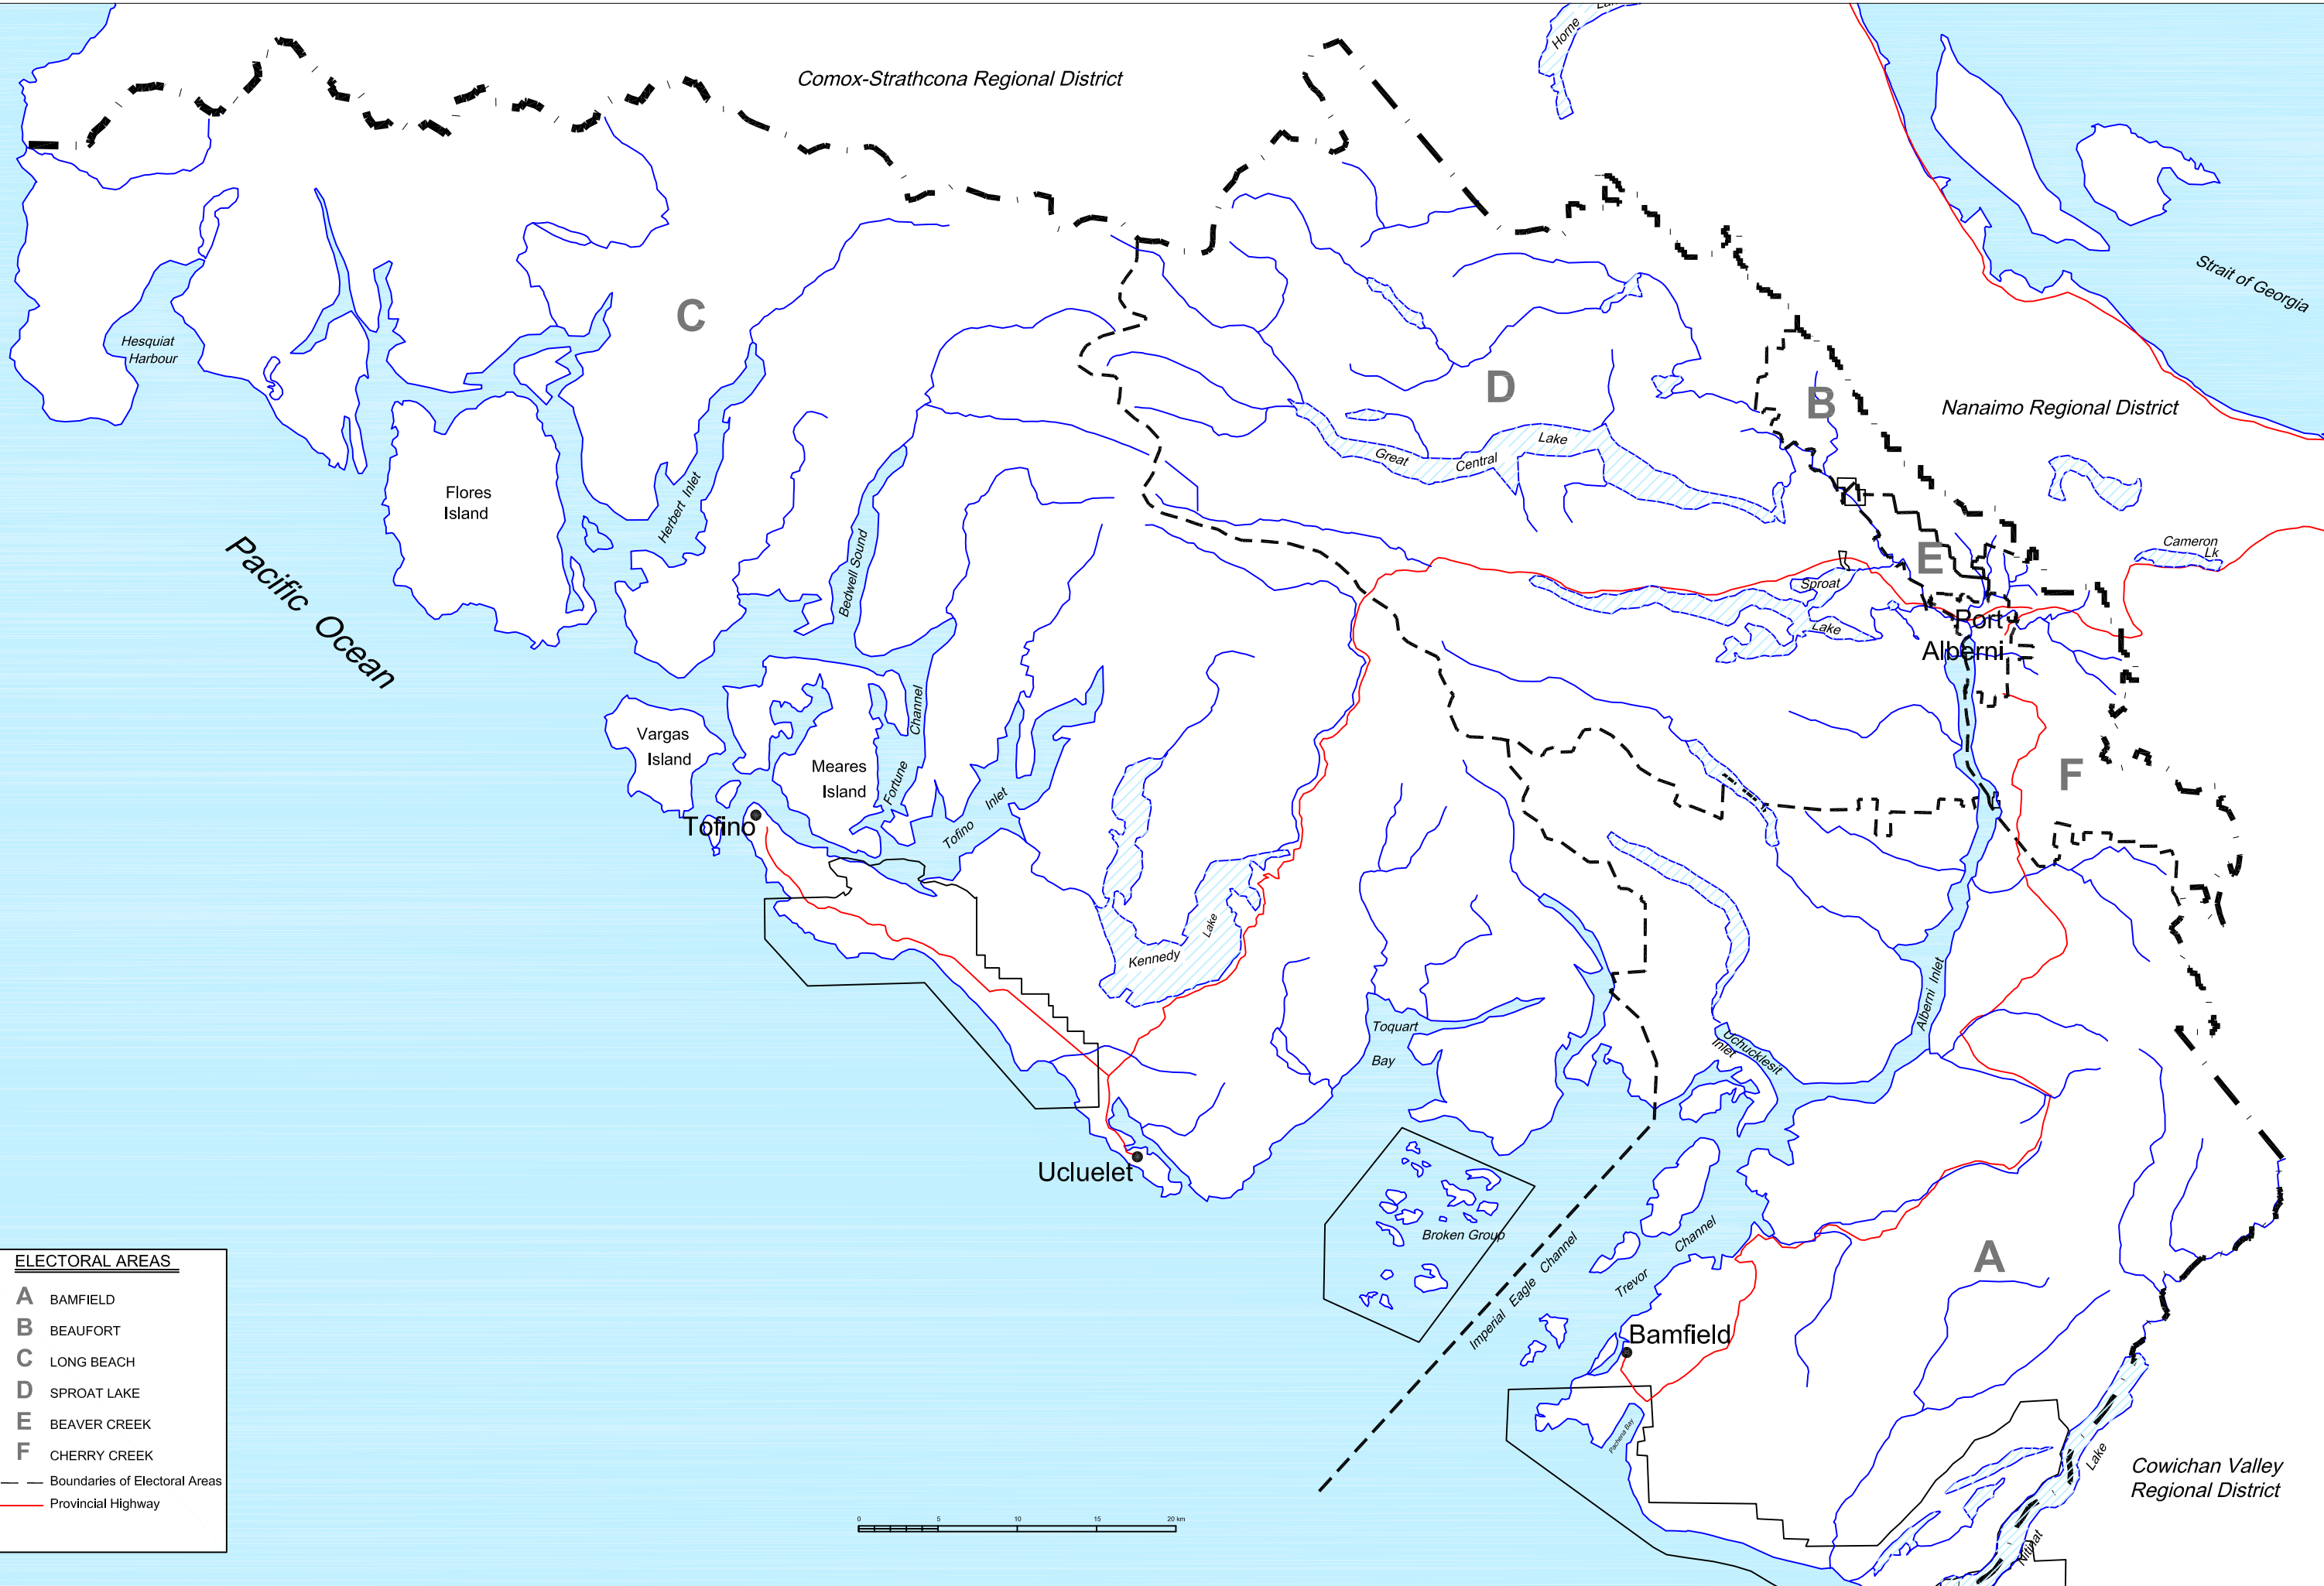 Horne
Comox-Strathcona Regional District
Strait of Georgia
C
Hesquiat
Harbour
D
B
Nanaimo Regional District
Lake
Great
Central
Flores
Island
Herbert Inlet
Bedwell Sound
Pacific Ocean
Cameron
Lk
E
Sproat
Lake
Port
Alberni
Channel
Fortune
Vargas
Island
Meares
Island
F
Tofino
Inlet
Tofino
Lake
Kennedy
Alberni Inlet
Toquart
Bay
Uchucklesit
Inlet
Ucluelet
Broken Group
Imperial Eagle Channel
Channel
Trevor
A
Bamfield
Pachena Bay
Lake
Nitinat
Cowichan Valley
Regional District
ELECTORAL AREAS
A BAMFIELD
B BEAUFORT
C LONG BEACH
D SPROAT LAKE
E BEAVER CREEK
F CHERRY CREEK
Boundaries of Electoral Areas
Provincial Highway
0 5 10 15 20 km